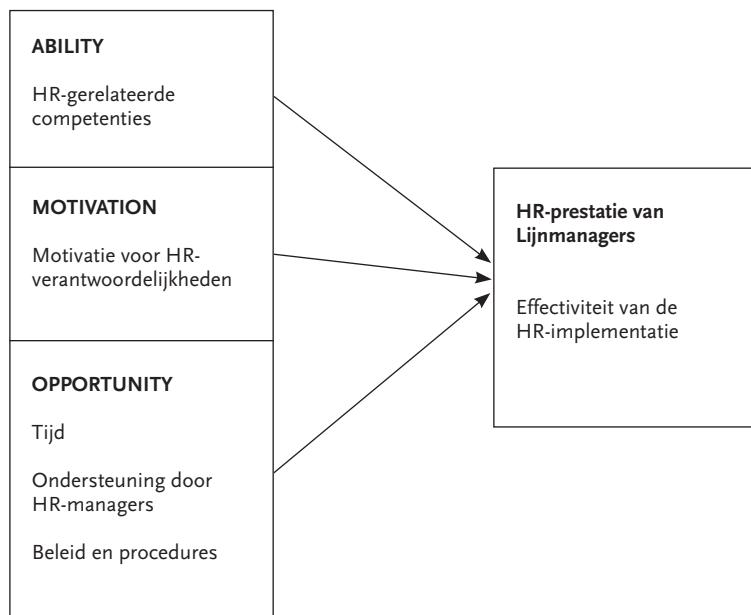 ABILITY
HR-gerelateerde
competenties
MOTIVATION
Motivatie voor HR-
verantwoordelijkheden
OPPORTUNITY
Tijd
Ondersteuning door
HR-managers
Beleid en procedures
HR-prestatie van
Lijnmanagers
Effectiviteit van de
HR-implementatie